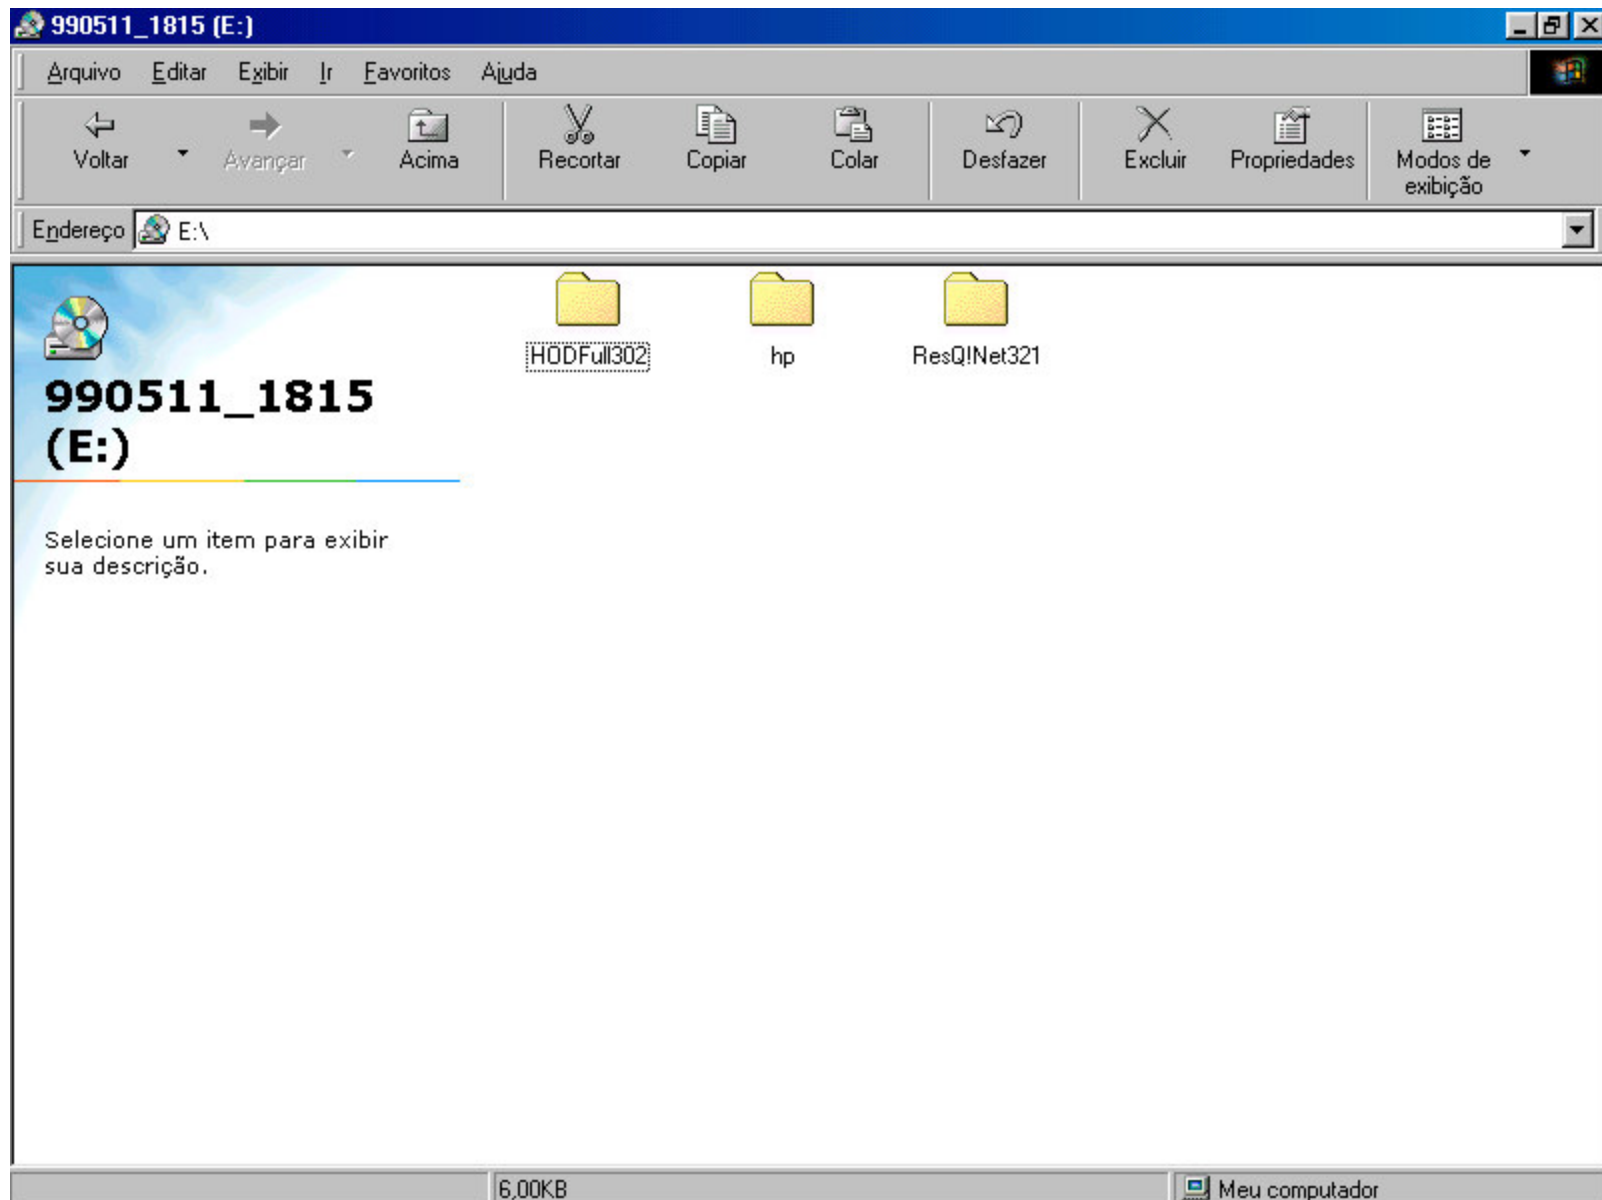 990511_1815 (E:)
Arquivo Editar Exibir Ir Favoritos Ajuda
Voltar Avançar Acima Recortar Copiar Colar Desfazer Excluir Propriedades Modos de
exibição
Endereço E:\
HODFull302 hp ResQ!Net321
990511_1815
(E:)
Selecione um item para exibir
sua descrição.
6,00KB Meu computador